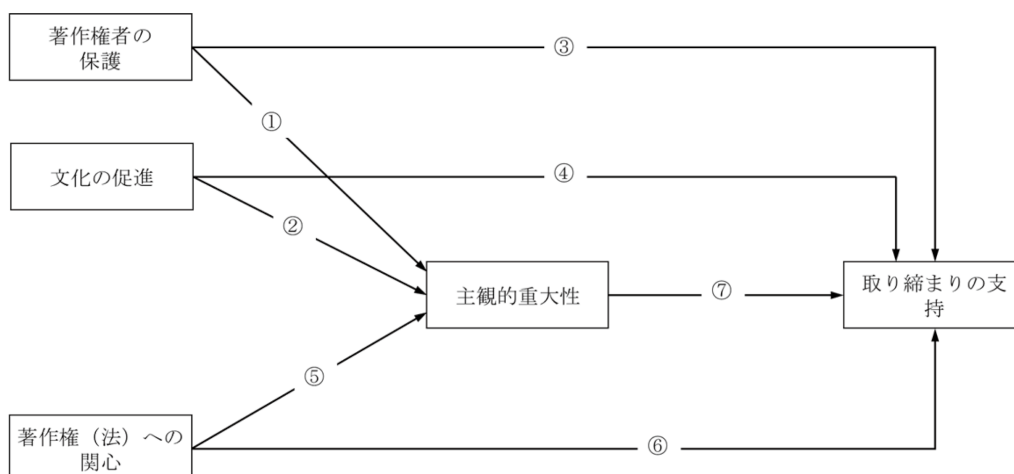 著作権者の
保護
③
①
文化の促進
④
②
主観的重大性
⑦
取り締まりの支
持
⑤
著作権(法)への
関心
⑥